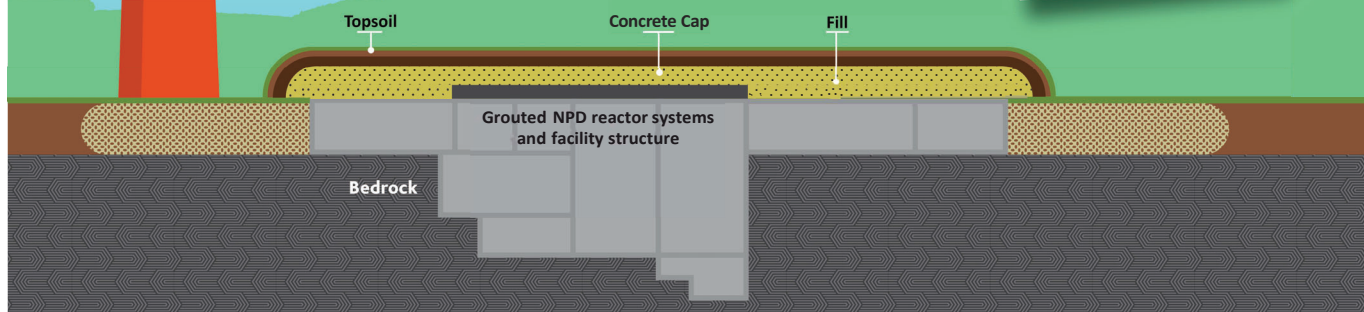 Topsoil
Concrete Cap
Fill
Grouted NPD reactor systems
and facility structure
Bedrock